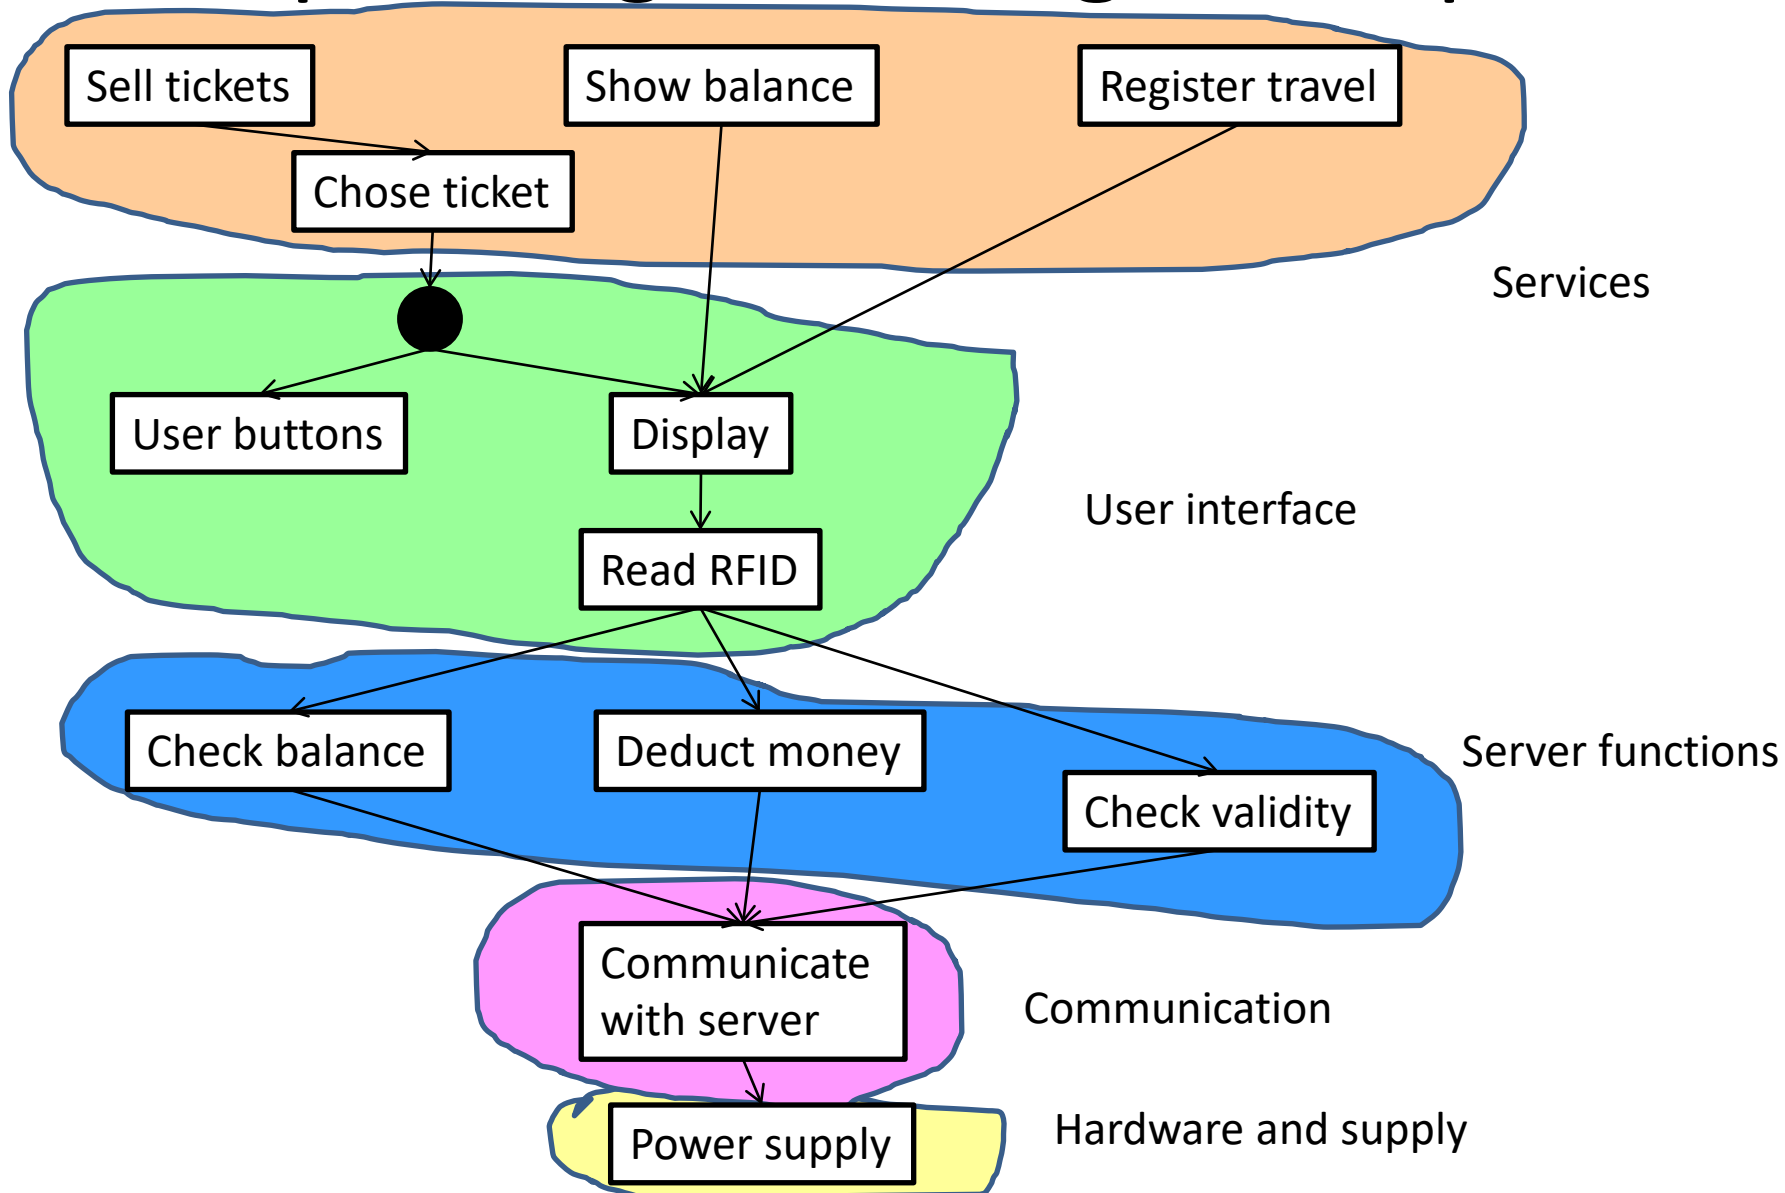 Sell tickets
Show balance
Register travel
Chose ticket
Services
User buttons
Display
User interface
Read RFID
Check balance
Deduct money
Server functions
Check validity
Communicate
with server
Communication
Hardware and supply
Power supply